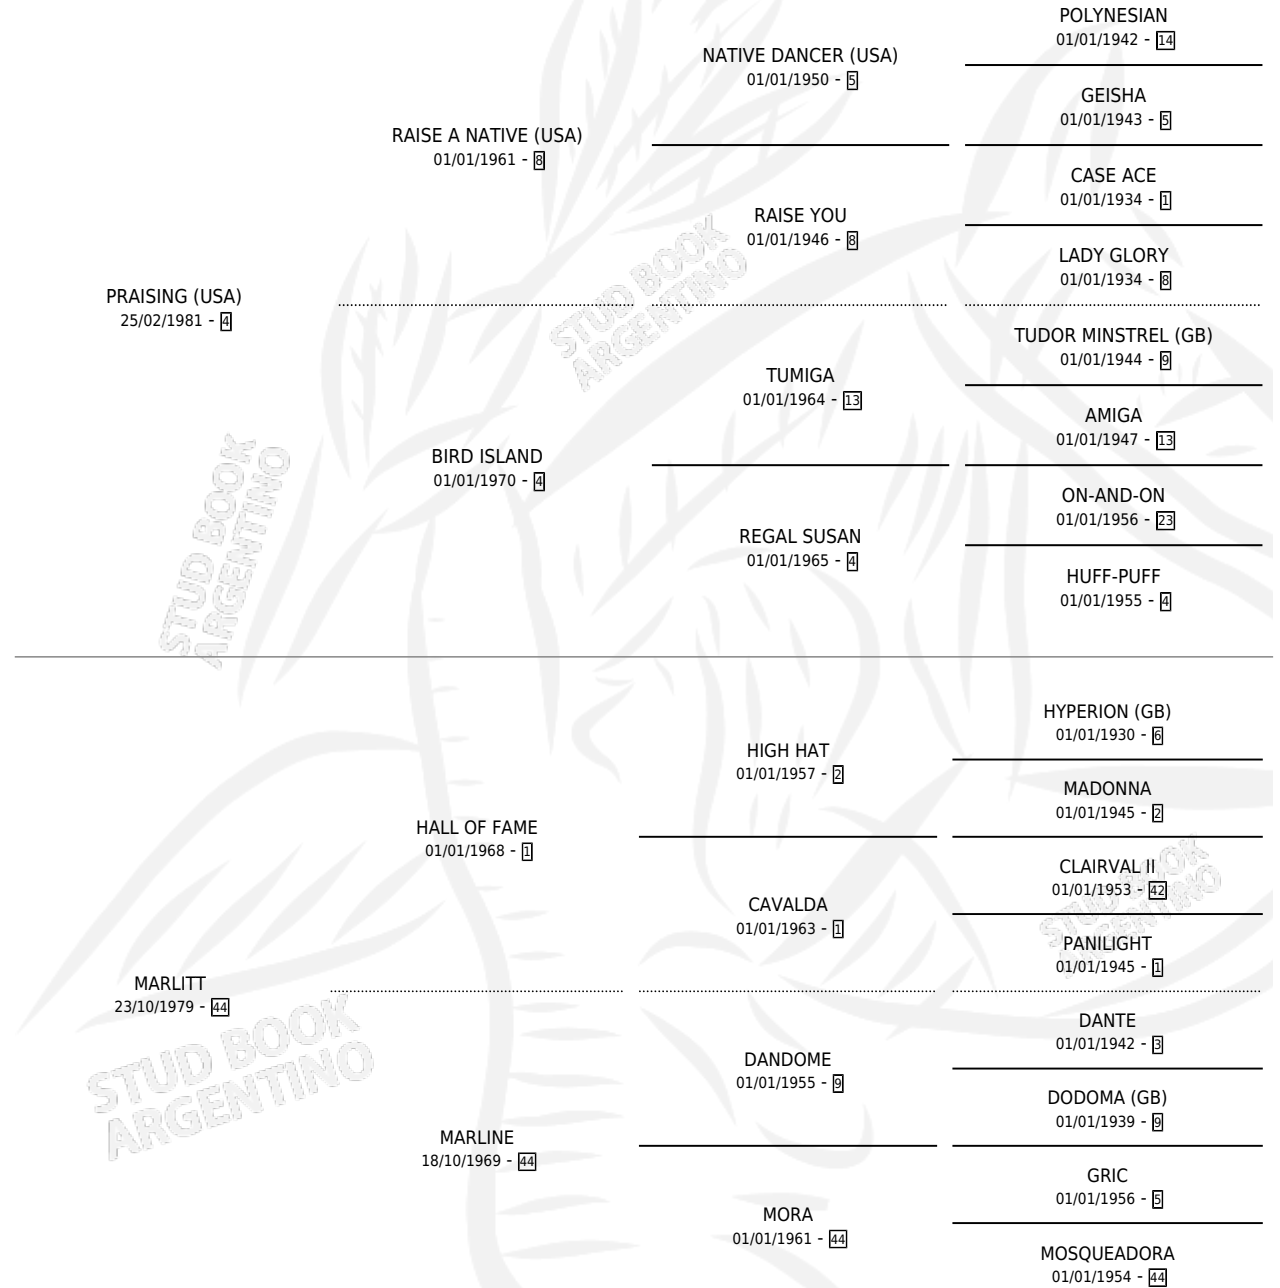 POLYNESIAN
01/01/1942 - 14
NATIVE DANCER (USA)
01/01/1950 - 5
GEISHA
01/01/1943 - 5
RAISE A NATIVE (USA)
01/01/1961 - 8
CASE ACE
01/01/1934 - 1
RAISE YOU
01/01/1946 - 8
LADY GLORY
01/01/1934 - 8
PRAISING (USA)
25/02/1981 - 4
STUD BOOK
ARGENTINO
TUDOR MINSTREL (GB)
01/01/1944 - 9
TUMIGA
01/01/1964 - 13
AMIGA
01/01/1947 - 13
BIRD ISLAND
01/01/1970 - 4
ON-AND-ON
01/01/1956 - 23
REGAL SUSAN
01/01/1965 - 4
HUFF-PUFF
01/01/1955 - 4
STUD BOOK
ARGENTINO
HYPERION (GB)
01/01/1930 - 6
HIGH HAT
01/01/1957 - 2
MADONNA
01/01/1945 - 2
HALL OF FAME
01/01/1968 - 1
CLAIRVAL II
01/01/1953 - 42
CAVALDA
01/01/1963 - 1
STUD BOOK
ARGENTINO
PANILIGHT
01/01/1945 - 1
MARLITT
23/10/1979 - 44
DANTE
01/01/1942 - 3
DANDOME
01/01/1955 - 9
STUD BOOK
ARGENTINO
DODOMA (GB)
01/01/1939 - 9
MARLINE
18/10/1969 - 44
GRIC
01/01/1956 - 5
MORA
01/01/1961 - 44
MOSQUEADORA
01/01/1954 - 44